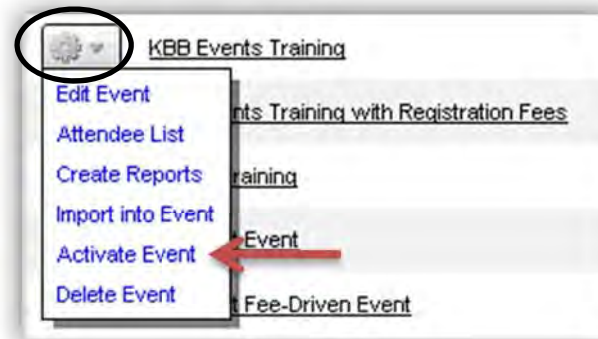 KBB Events Training
Edit Event
nts Training with Registration Fees
Attendee List
Create Reports
raining
Import into Event
Event
Activate Event
Delete Event
t Fee-Driven Event